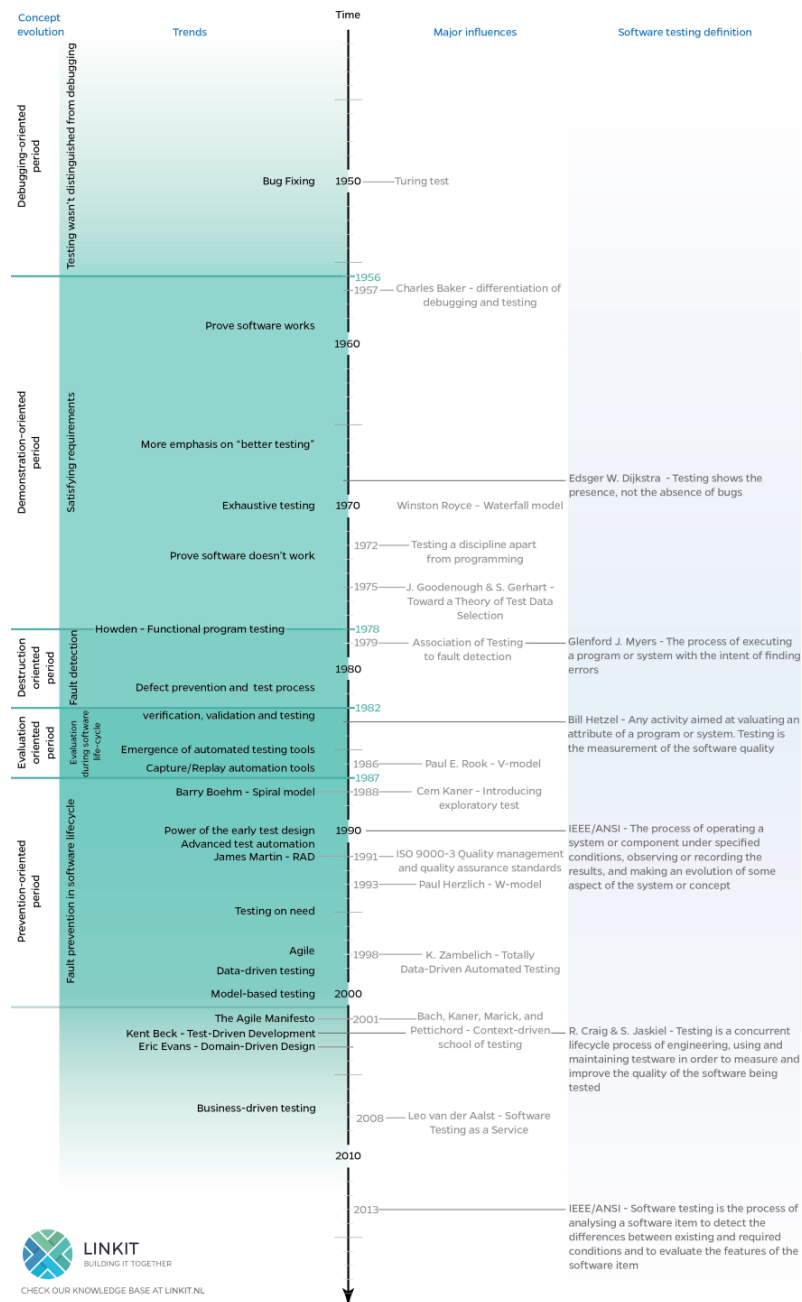 Concept
evolution
Trends
Time
Major influences
Software testing definition
Debugging-oriented
period
Testing wasn't distinguished from debugging
Bug Fixing
1950
Turing test
1956
1957
Charles Baker - differentiation of
debugging and testing
Demonstration-oriented
period
Satisfying requirements
Prove software works
1960
More emphasis on “better testing”
Edsger W. Dijkstra - Testing shows the
presence, not the absence of bugs
Exhaustive testing
1970
Winston Royce – Waterfall model
Prove software doesn't work
1972
Testing a discipline apart
from programming
1975
J. Goodenough & S. Gerhart -
Toward a Theory of Test Data
Selection
Howden - Functional program testing
1978
Destruction
oriented
period
Fault detection
1979
Association of Testing
to fault detection
Glenford J. Myers - The process of executing
a program or system with the intent of finding
errors
1980
Defect prevention and test process
1982
Evaluation
oriented
period
Evaluation
during software
life-cycle
verification, validation and testing
Bill Hetzel - Any activity aimed at valuating an
attribute of a program or system. Testing is
the measurement of the software quality
Emergence of automated testing tools
Capture/Replay automation tools
1986
Paul E. Rook - V-model
1987
Prevention-oriented
period
Fault prevention in software lifecycle
Barry Boehm - Spiral model
1988
Cem Kaner - Introducing
exploratory test
Power of the early test design
1990
IEEE/ANSI - The process of operating a
system or component under specified
conditions, observing or recording the
results, and making an evolution of some
aspect of the system or concept
Advanced test automation
James Martin - RAD
1991
ISO 9000-3 Quality management
and quality assurance standards
1993
Paul Herzlich - W-model
Testing on need
Agile
1998
K. Zambelich - Totally
Data-Driven Automated Testing
Data-driven testing
Model-based testing
2000
The Agile Manifesto
2001
Bach, Kaner, Marick, and
Pettichord - Context-driven
school of testing
Kent Beck - Test-Driven Development
Eric Evans - Domain-Driven Design
R. Craig & S. Jaskiel - Testing is a concurrent
lifecycle process of engineering, using and
maintaining testware in order to measure and
improve the quality of the software being
tested
Business-driven testing
2008
Leo van der Aalst - Software
Testing as a Service
2010
2013
IEEE/ANSI - Software testing is the process of
analysing a software item to detect the
differences between existing and required
conditions and to evaluate the features of the
software item
LINKIT
BUILDING IT TOGETHER
CHECK OUR KNOWLEDGE BASE AT LINKIT.NL